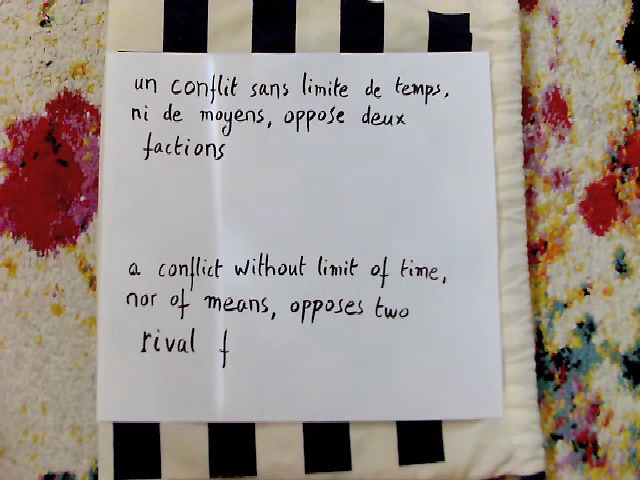 un conflit sans limite de temps,
ni de moyens, oppose deux
factions
a conflict without limit of time,
nor of means, opposes two
rival f